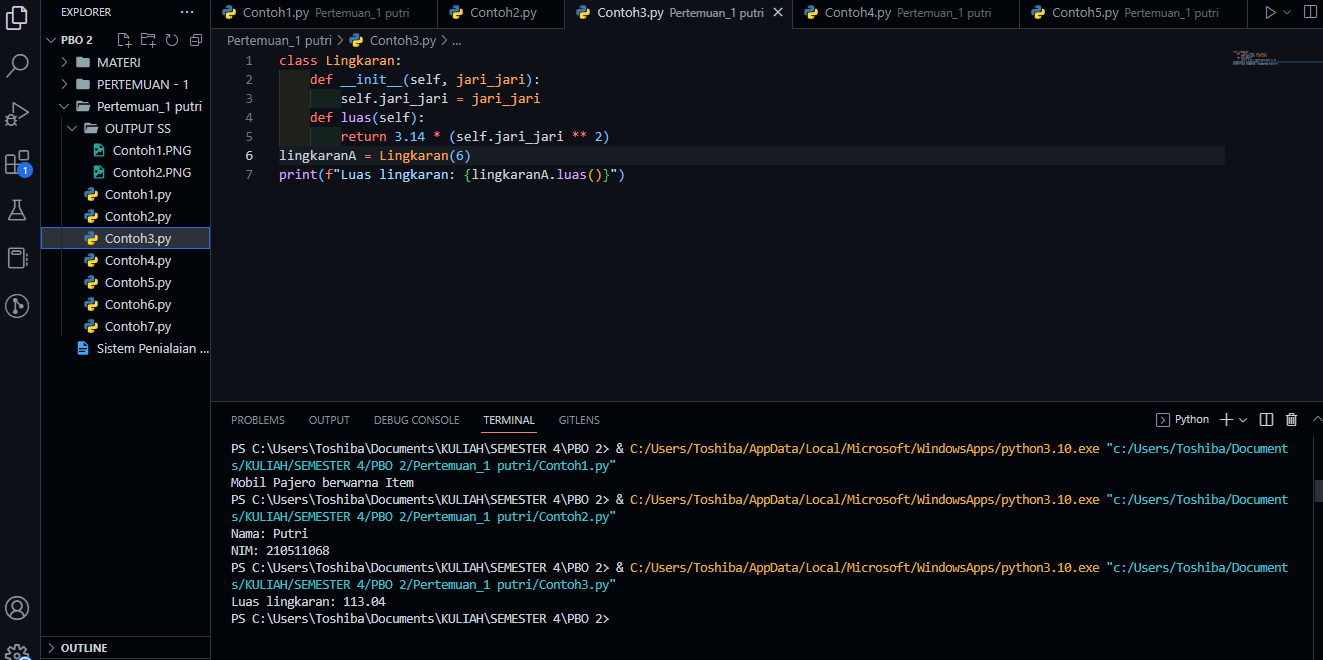 EXPLORER
PBO 2
MATERI
PERTEMUAN - 1
Pertemuan_1 putri
OUTPUT SS
Contoh1.PNG
Contoh2.PNG
Contoh1.py
Contoh2.py
Contoh3.py
Contoh4.py
Contoh5.py
Contoh6.py
Contoh7.py
Sistem Penialaian ...
OUTLINE
1
Contoh1.py Pertemuan_1 putri
Contoh2.py
Contoh3.py Pertemuan_1 putri
Contoh4.py Pertemuan_1 putri
Contoh5.py Pertemuan_1 putri
Pertemuan_1 putri > Contoh3.py > ...
1 class Lingkaran:
2     def __init__(self, jari_jari):
3         self.jari_jari = jari_jari
4     def luas(self):
5         return 3.14 * (self.jari_jari ** 2)
6 lingkaranA = Lingkaran(6)
7 print(f"Luas lingkaran: {lingkaranA.luas()}")
PROBLEMS OUTPUT DEBUG CONSOLE TERMINAL GITLENS
Python
PS C:\Users\Toshiba\Documents\KULIAH\SEMESTER 4\PBO 2> & C:/Users/Toshiba/AppData/Local/Microsoft/WindowsApps/python3.10.exe "c:/Users/Toshiba/Document
s/KULIAH/SEMESTER 4/PBO 2/Pertemuan_1 putri/Contoh1.py"
Mobil Pajero berwarna Item
PS C:\Users\Toshiba\Documents\KULIAH\SEMESTER 4\PBO 2> & C:/Users/Toshiba/AppData/Local/Microsoft/WindowsApps/python3.10.exe "c:/Users/Toshiba/Document
s/KULIAH/SEMESTER 4/PBO 2/Pertemuan_1 putri/Contoh2.py"
Nama: Putri
NIM: 210511068
PS C:\Users\Toshiba\Documents\KULIAH\SEMESTER 4\PBO 2> & C:/Users/Toshiba/AppData/Local/Microsoft/WindowsApps/python3.10.exe "c:/Users/Toshiba/Document
s/KULIAH/SEMESTER 4/PBO 2/Pertemuan_1 putri/Contoh3.py"
Luas lingkaran: 113.04
PS C:\Users\Toshiba\Documents\KULIAH\SEMESTER 4\PBO 2>